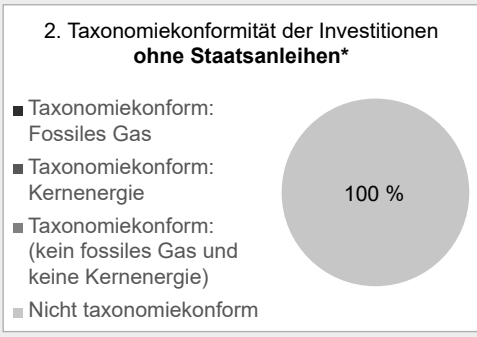 2. Taxonomiekonformität der Investitionen
ohne Staatsanleihen*
Taxonomiekonform:
Fossiles Gas
Taxonomiekonform:
Kernenergie
Taxonomiekonform:
(kein fossiles Gas und
keine Kernenergie)
Nicht taxonomiekonform
100 %